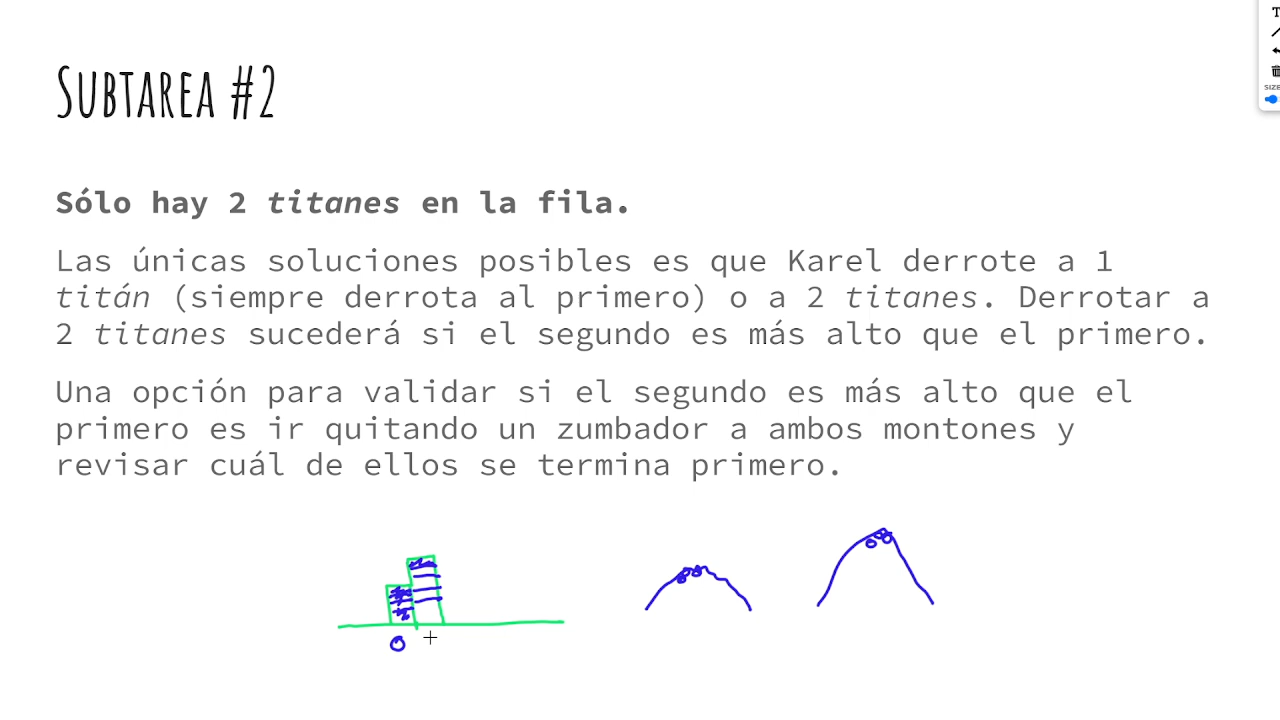 SUBTAREA #2
Sólo hay 2 titanes en la fila.
Las únicas soluciones posibles es que Karel derrote a 1
titán (siempre derrota al primero) o a 2 titanes. Derrotar a
2 titanes sucederá si el segundo es más alto que el primero.
Una opción para validar si el segundo es más alto que el
primero es ir quitando un zumbador a ambos montones y
revisar cuál de ellos se termina primero.
0